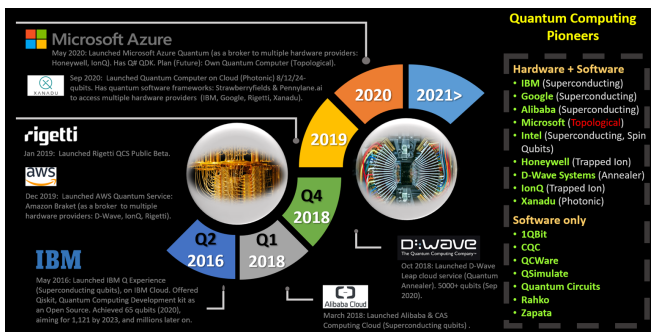 Microsoft Azure
May 2020: Launched Microsoft Azure Quantum (as a broker to multiple hardware providers:
Honeywell, IonQ). Has Q# QDK. Plan (Future): Own Quantum Computer (Topological).
XANADU
Sep 2020: Launched Quantum Computer on Cloud (Photonic) 8/12/24-
qubits. Has quantum software frameworks: Strawberryfields & Pennylane.ai
to access multiple hardware providers (IBM, Google, Rigetti, Xanadu).
rigetti
Jan 2019: Launched Rigetti QCS Public Beta.
aws
Dec 2019: Launched AWS Quantum Service:
Amazon Braket (as a broker to multiple
hardware providers: D-Wave, IonQ, Rigetti).
IBM
May 2016: Launched IBM Q Experience
(Superconducting qubits), on IBM Cloud. Offered
Qiskit, Quantum Computing Development kit as
an Open Source. Achieved 65 qubits (2020),
aiming for 1,121 by 2023, and millions later on.
Q2
2016
Q1
2018
Q4
2018
2019
2020
2021>
D:wave
The Quantum Computing Company™
Oct 2018: Launched D-Wave
Leap cloud service (Quantum
Annealer). 5000+ qubits (Sep
2020).
Alibaba Cloud
March 2018: Launched Alibaba & CAS
Computing Cloud (Superconducting qubits) .
Quantum Computing
Pioneers
Hardware + Software
• IBM (Superconducting)
• Google (Superconducting)
• Alibaba (Superconducting)
• Microsoft (Topological)
• Intel (Superconducting, Spin
Qubits)
• Honeywell (Trapped Ion)
• D-Wave Systems (Annealer)
• IonQ (Trapped Ion)
• Xanadu (Photonic)
Software only
• 1QBit
• CQC
• QCWare
• QSimulate
• Quantum Circuits
• Rahko
• Zapata